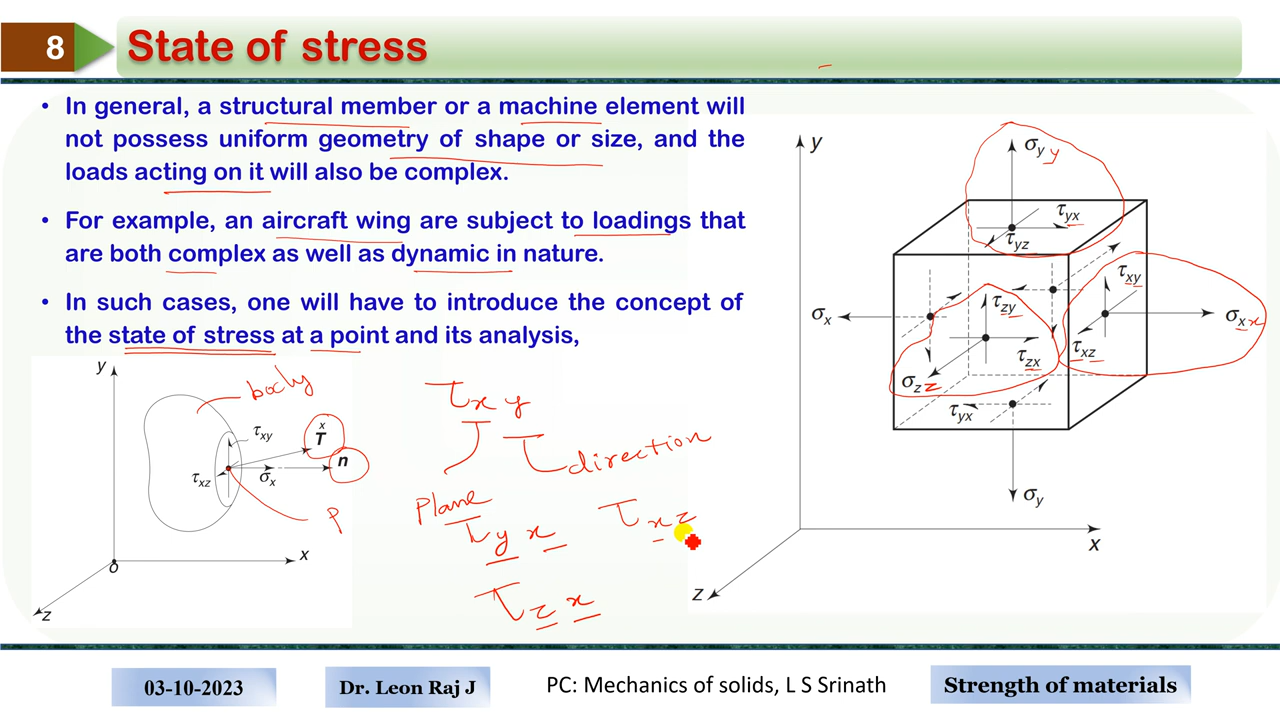 8
State of stress
• In general, a structural member or a machine element will
not possess uniform geometry of shape or size, and the
loads acting on it will also be complex.
• For example, an aircraft wing are subject to loadings that
are both complex as well as dynamic in nature.
• In such cases, one will have to introduce the concept of
the state of stress at a point and its analysis,
y
body
τxy
x
T
n
τxz
σx
P
x
o
z
τxy
direction
Plane
τyx
τxz
τzx
y
σyy
τyx
τyz
τxy
σx
τzy
σxx
τxz
τzx
σzz
τyx
σy
x
z
03-10-2023
Dr. Leon Raj J
PC: Mechanics of solids, L S Srinath
Strength of materials